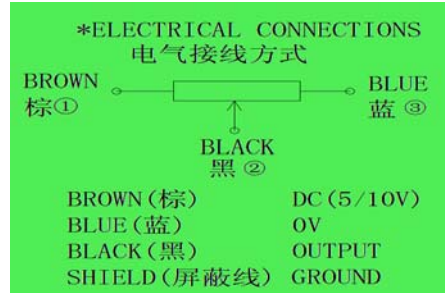 *ELECTRICAL CONNECTIONS
电气接线方式
BROWN
棕①
BLUE
蓝③
BLACK
黑②
BROWN(棕) DC(5/10V)
BLUE(蓝) 0V
BLACK(黑) OUTPUT
SHIELD(屏蔽线) GROUND